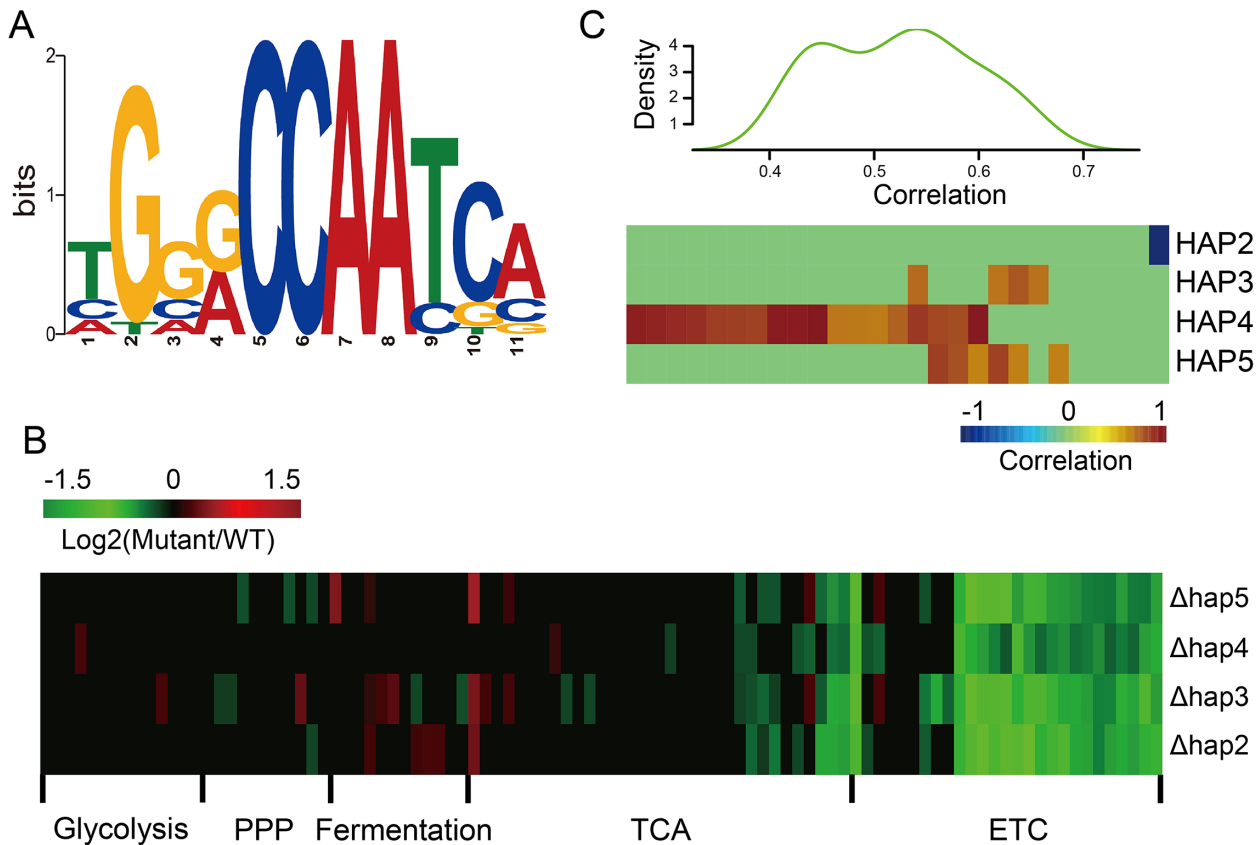 A
2
1
0
bits
T G G G C C A A T C A
C T C A C G C
A A T G
1 2 3 4 5 6 7 8 9 10 11
C
Density
4
3
2
1
0.4 0.5 0.6 0.7
Correlation
HAP2
HAP3
HAP4
HAP5
-1 0 1
Correlation
B
-1.5 0 1.5
Log2(Mutant/WT)
Δhap5
Δhap4
Δhap3
Δhap2
Glycolysis PPP Fermentation TCA ETC